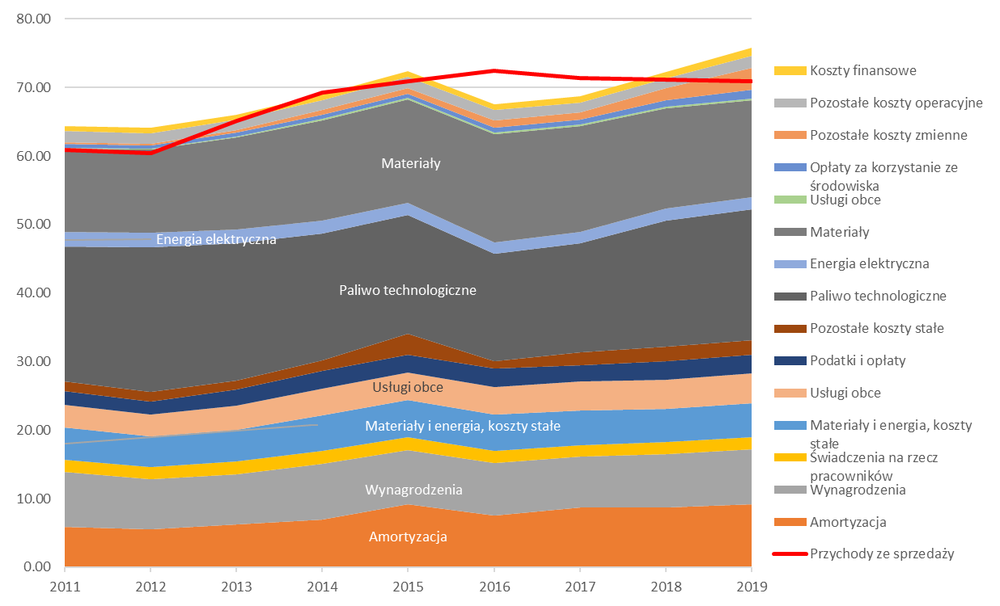 80.00
70.00
60.00
50.00
40.00
30.00
20.00
10.00
0.00
2011
2012
2013
2014
2015
2016
2017
2018
2019
Materiały
Energia elektryczna
Paliwo technologiczne
Usługi obce
Materiały i energia, koszty stałe
Wynagrodzenia
Amortyzacja
Koszty finansowe
Pozostałe koszty operacyjne
Pozostałe koszty zmienne
Opłaty za korzystanie ze
środowiska
Usługi obce
Materiały
Energia elektryczna
Paliwo technologiczne
Pozostałe koszty stałe
Podatki i opłaty
Usługi obce
Materiały i energia, koszty
stałe
Świadczenia na rzecz
pracowników
Wynagrodzenia
Amortyzacja
Przychody ze sprzedaży